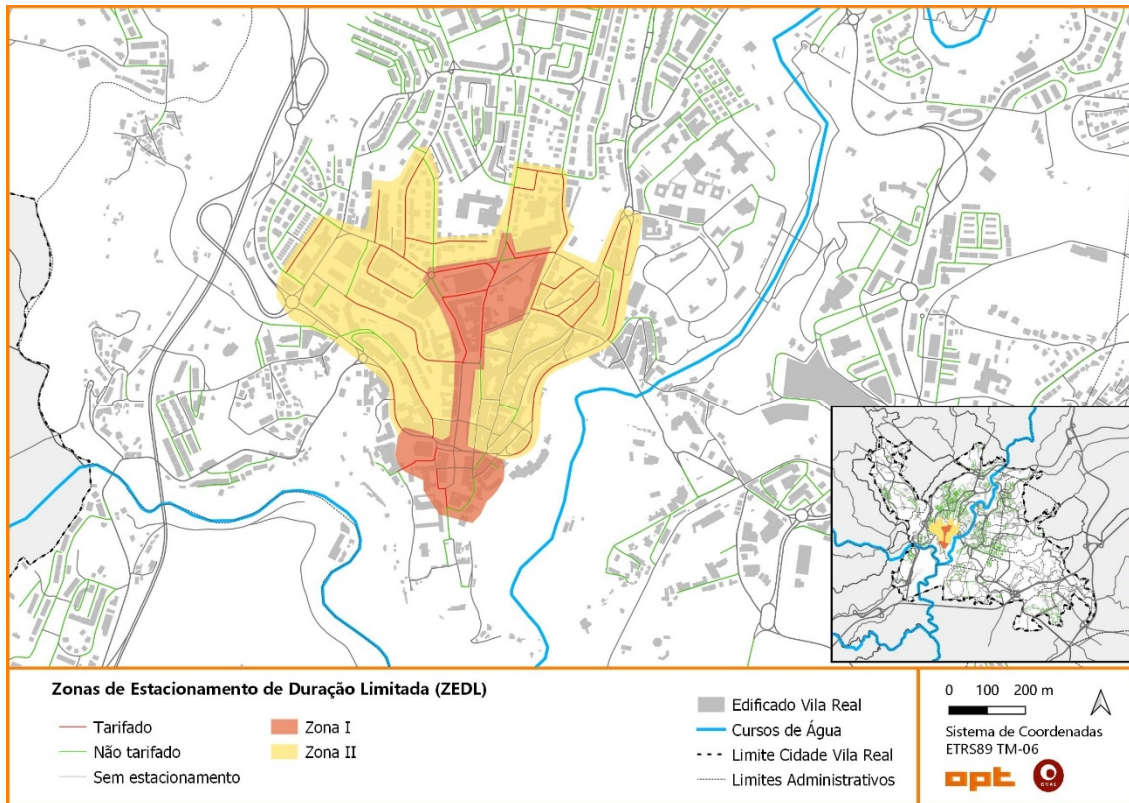 Zonas de Estacionamento de Duração Limitada (ZEDL)
Tarifado
Não tarifado
Sem estacionamento
Zona I
Zona II
Edificado Vila Real
Cursos de Água
Limite Cidade Vila Real
Limites Administrativos
0 100 200 m
Sistema de Coordenadas
ETRS89 TM-06
opt